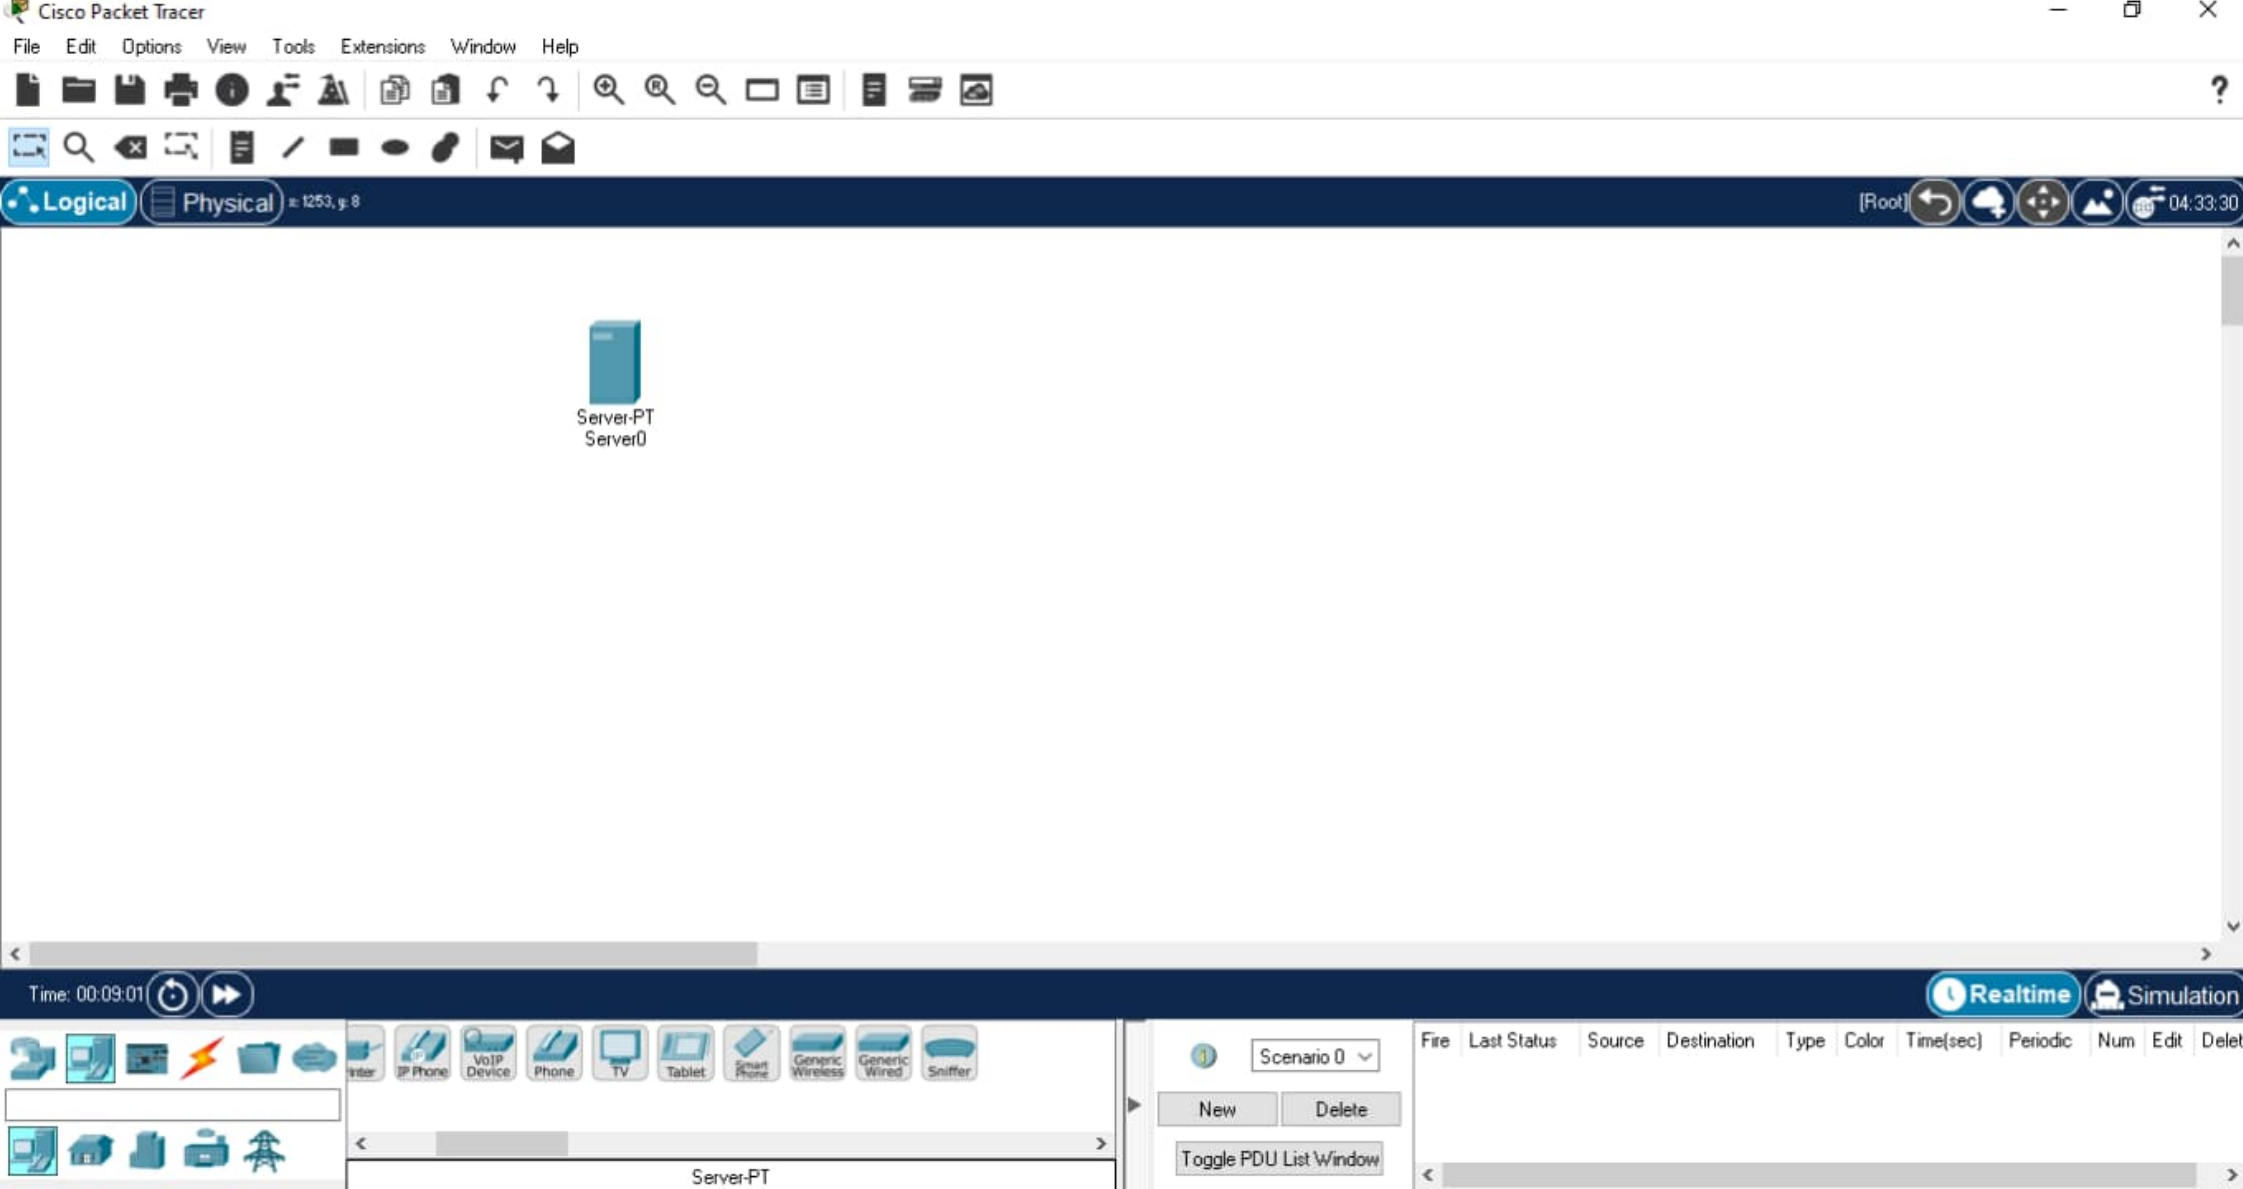 Cisco Packet Tracer
File Edit Options View Tools Extensions Window Help
?
Logical Physical x: 1253, y: 8 [Root] 04:33:30
Server-PT
Server0
Time: 00:09:01 Realtime Simulation
IP Phone VoIP Device Phone TV Tablet Smart Phone Generic Wireless Generic Wired Sniffer
Scenario 0
Fire Last Status Source Destination Type Color Time(sec) Periodic Num Edit Delet
New Delete
Toggle PDU List Window
Server-PT